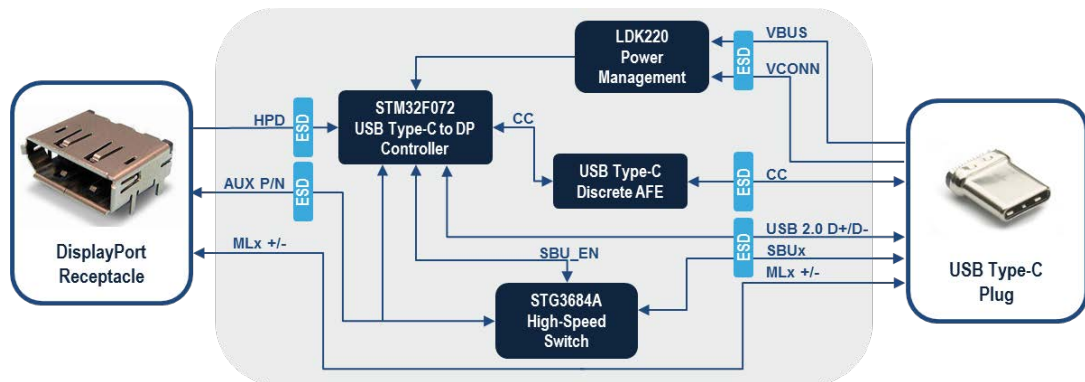 LDK220
Power
Management
ESD
VBUS
VCONN
STM32F072
USB Type-C to DP
Controller
HPD
ESD
CC
AUX P/N
ESD
USB Type-C
Discrete AFE
ESD
CC
DisplayPort
Receptacle
MLx +/-
SBU_EN
ESD
USB 2.0 D+/D-
SBUx
MLx +/-
USB Type-C
Plug
STG3684A
High-Speed
Switch